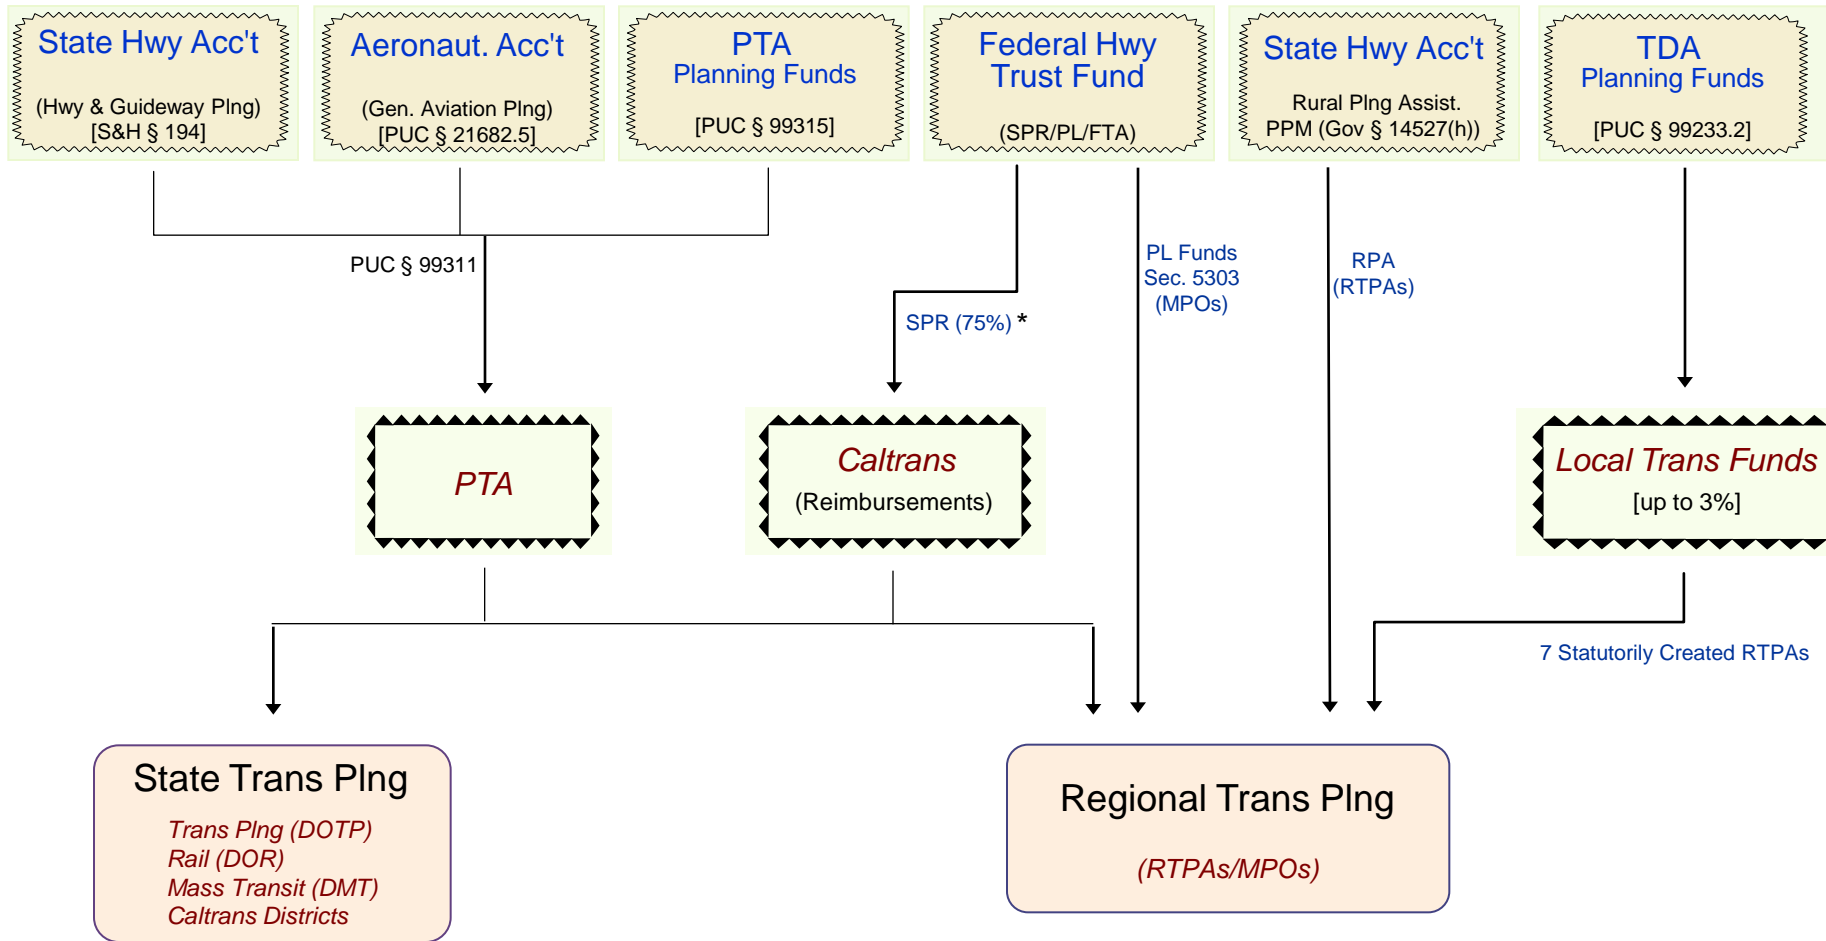 State Hwy Acc't
(Hwy & Guideway Plng)
[S&H § 194]
Aeronaut. Acc't
(Gen. Aviation Plng)
[PUC § 21682.5]
PTA
Planning Funds
[PUC § 99315]
Federal Hwy
Trust Fund
(SPR/PL/FTA)
State Hwy Acc't
Rural Plng Assist.
PPM (Gov § 14527(h))
TDA
Planning Funds
[PUC § 99233.2]
PUC § 99311
SPR (75%) *
PL Funds
Sec. 5303
(MPOs)
RPA
(RTPAs)
PTA
Caltrans
(Reimbursements)
Local Trans Funds
[up to 3%]
7 Statutorily Created RTPAs
State Trans Plng
Trans Plng (DOTP)
Rail (DOR)
Mass Transit (DMT)
Caltrans Districts
Regional Trans Plng
(RTPAs/MPOs)